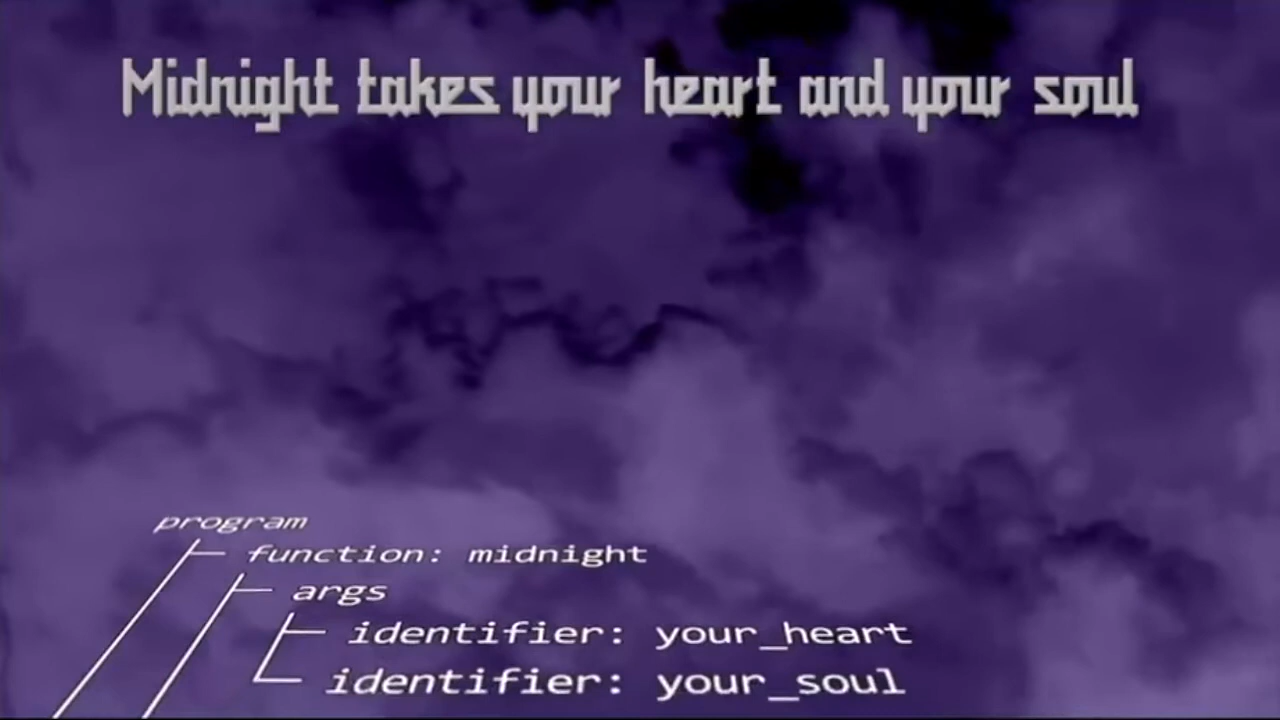 Midnight takes your heart and your soul
program
function: midnight
args
identifier: your_heart
identifier: your_soul